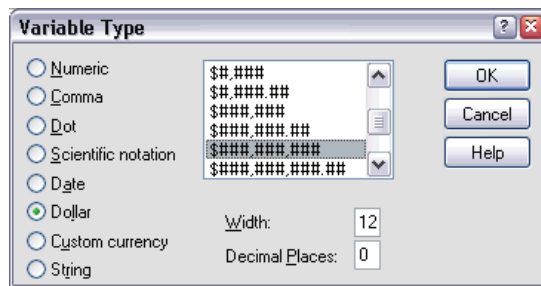 Variable Type
Numeric
Comma
Dot
Scientific notation
Date
Dollar
Custom currency
String
$#,###
$#,###.##
$###,###
$###,###.##
$###,###,###
$###,###,###.##
Width: 12
Decimal Places: 0
OK
Cancel
Help